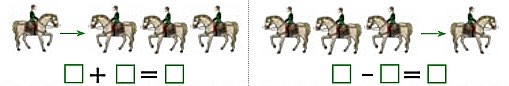 □ + □ = □
□ - □ = □